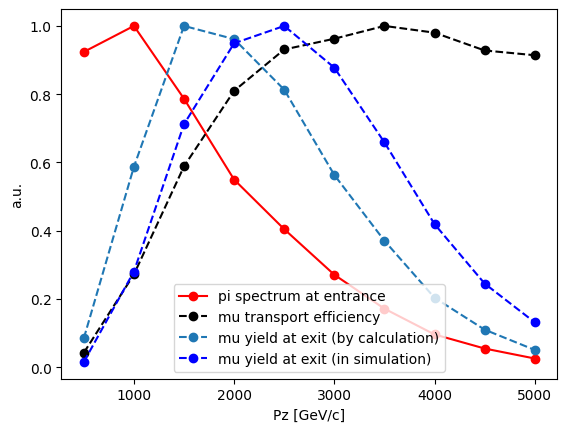 1.0
0.8
0.6
0.4
0.2
0.0
a.u.
pi spectrum at entrance
mu transport efficiency
mu yield at exit (by calculation)
mu yield at exit (in simulation)
1000 2000 3000 4000 5000
Pz [GeV/c]